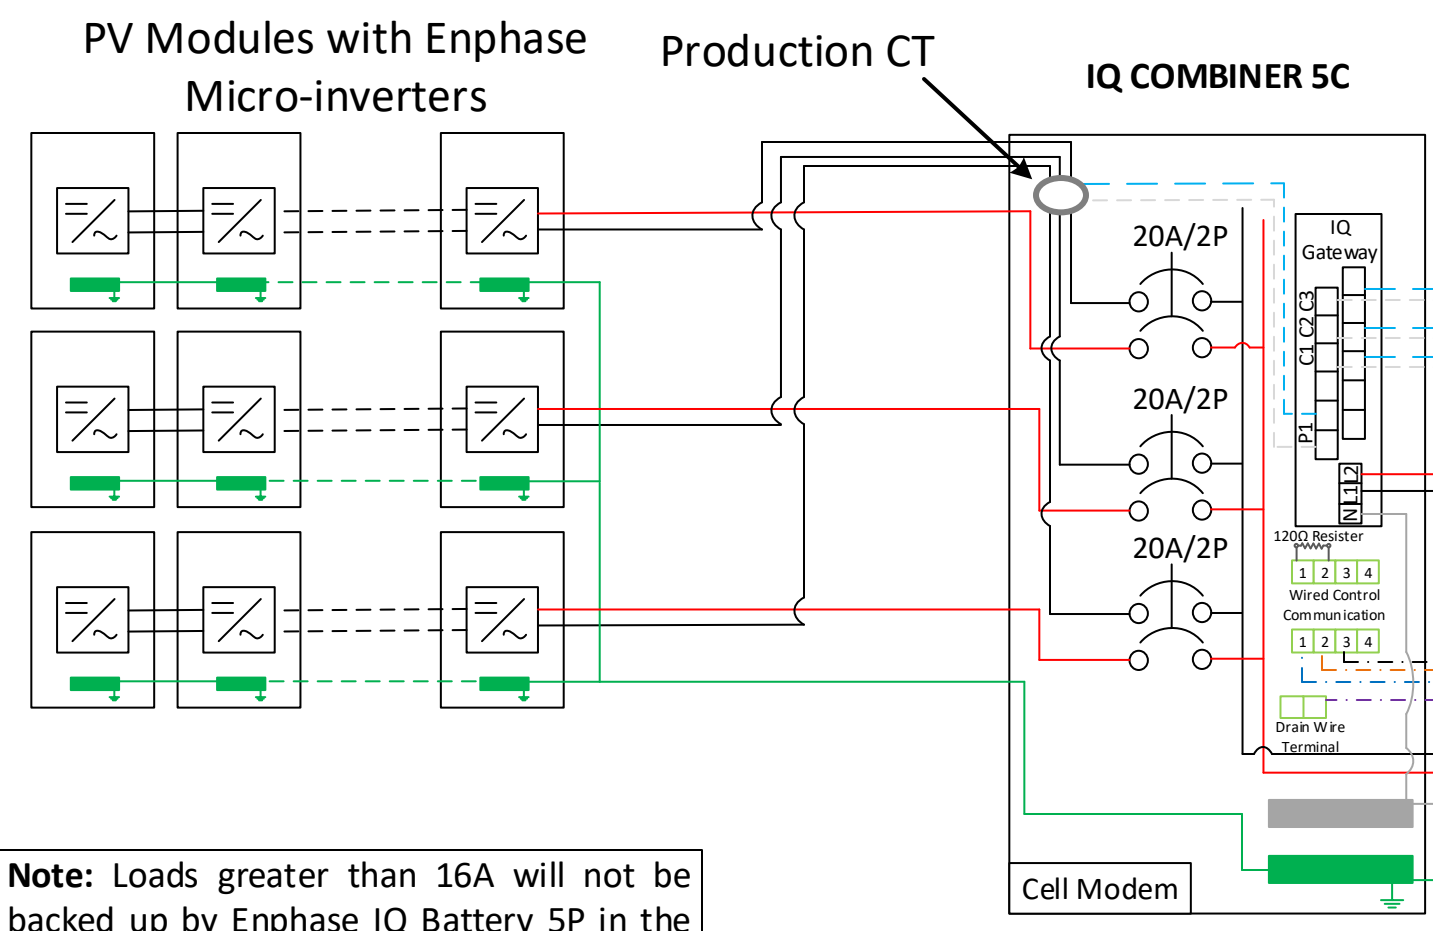 PV Modules with Enphase
Micro-inverters
Production CT
IQ COMBINER 5C
20A/2P
20A/2P
20A/2P
IQ
Gateway
C3
C2
C1
P1
L2
L1
N
120Ω Resister
1 2 3 4
Wired Control
Communication
1 2 3 4
Drain Wire
Terminal
Cell Modem
Note: Loads greater than 16A will not be
backed up by Enphase IQ Battery 5P in the